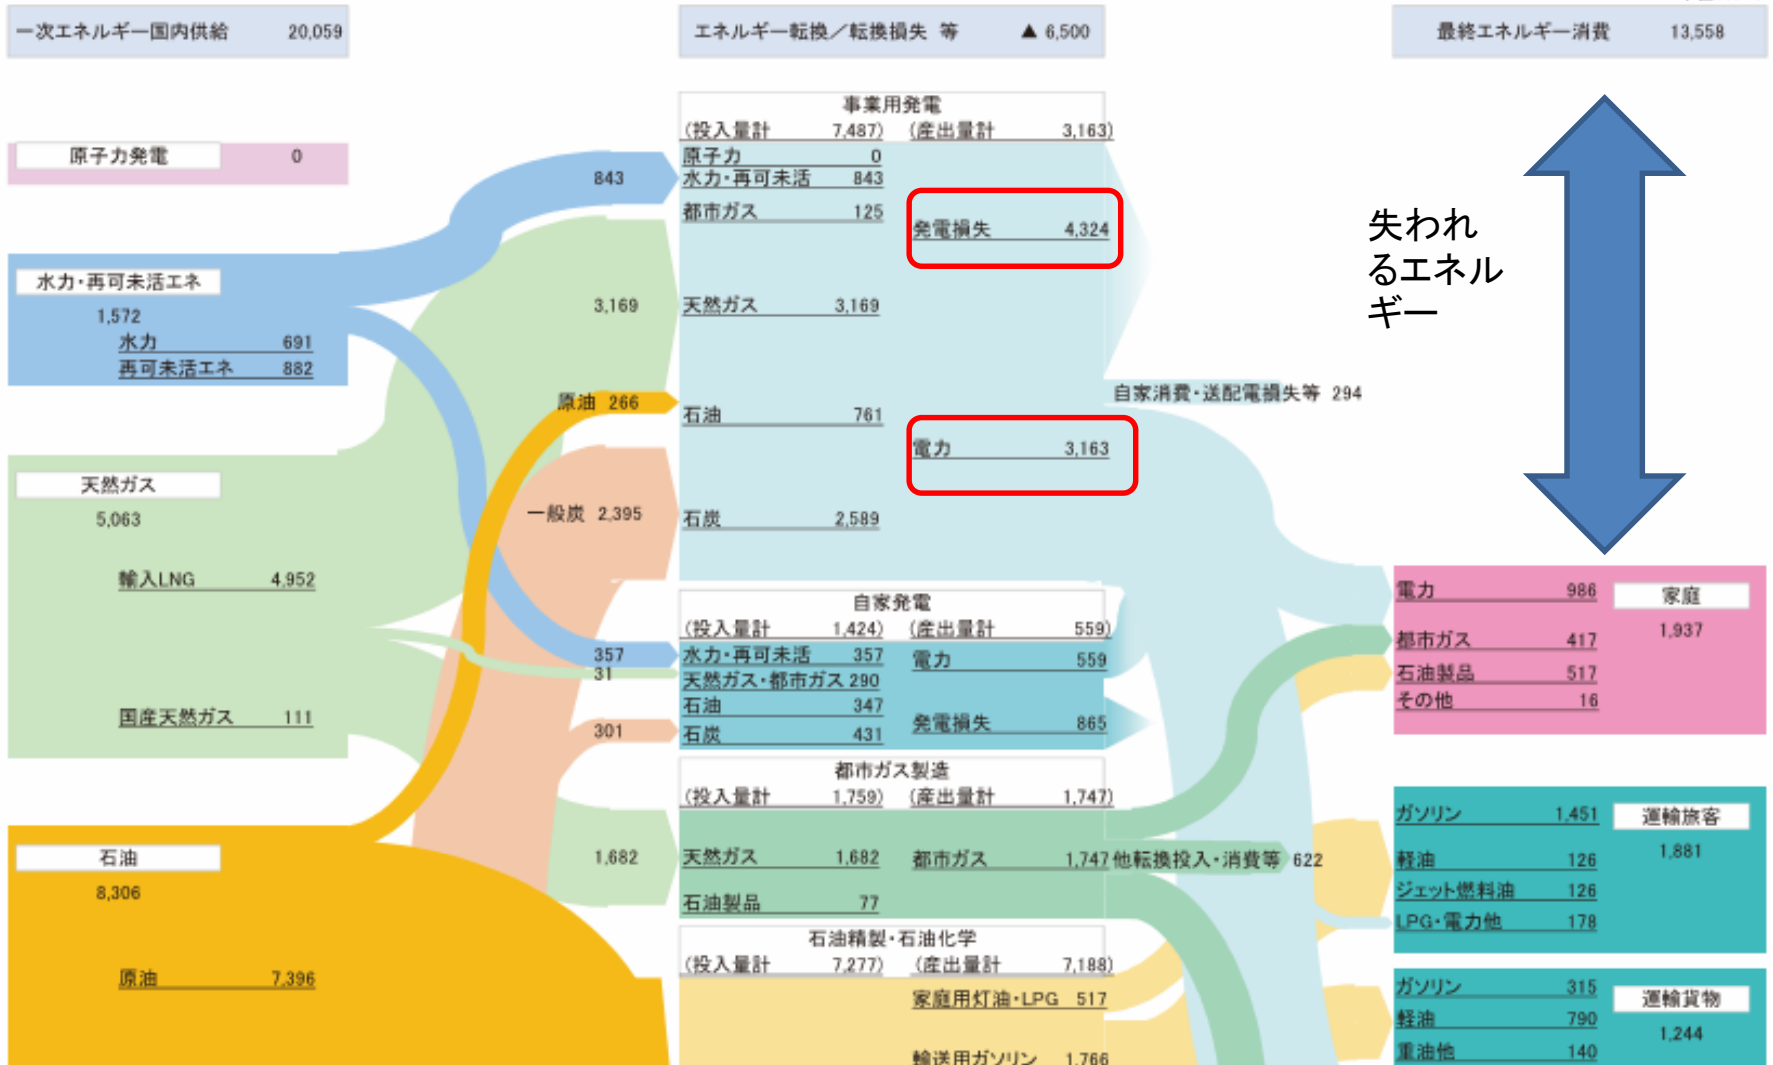 一次エネルギー国内供給 20,059
エネルギー転換／転換損失 等 ▲ 6,500
最終エネルギー消費 13,558
原子力発電 0
水力・再可未活エネ
1,572
水力 691
再可未活エネ 882
天然ガス
5,063
輸入LNG 4,952
国産天然ガス 111
石油
8,306
原油 7,396
843
3,169
原油 266
一般炭 2,395
357
31
301
1,682
事業用発電
(投入量計 7,487) (産出量計 3,163)
原子力 0
水力・再可未活 843
都市ガス 125
発電損失 4,324
天然ガス 3,169
石油 761
電力 3,163
石炭 2,589
自家消費・送配電損失等 294
自家発電
(投入量計 1,424) (産出量計 559)
水力・再可未活 357 電力 559
天然ガス・都市ガス 290
石油 347
発電損失 865
石炭 431
都市ガス製造
(投入量計 1,759) (産出量計 1,747)
天然ガス 1,682 都市ガス 1,747 他転換投入・消費等 622
石油製品 77
石油精製・石油化学
(投入量計 7,277) (産出量計 7,188)
家庭用灯油・LPG 517
輸送用ガソリン 1,766
失われ
るエネル
ギー
電力 986 家庭
1,937
都市ガス 417
石油製品 517
その他 16
ガソリン 1,451 運輸旅客
1,881
軽油 126
ジェット燃料油 126
LPG・電力他 178
ガソリン 315 運輸貨物
軽油 790
1,244
重油他 140